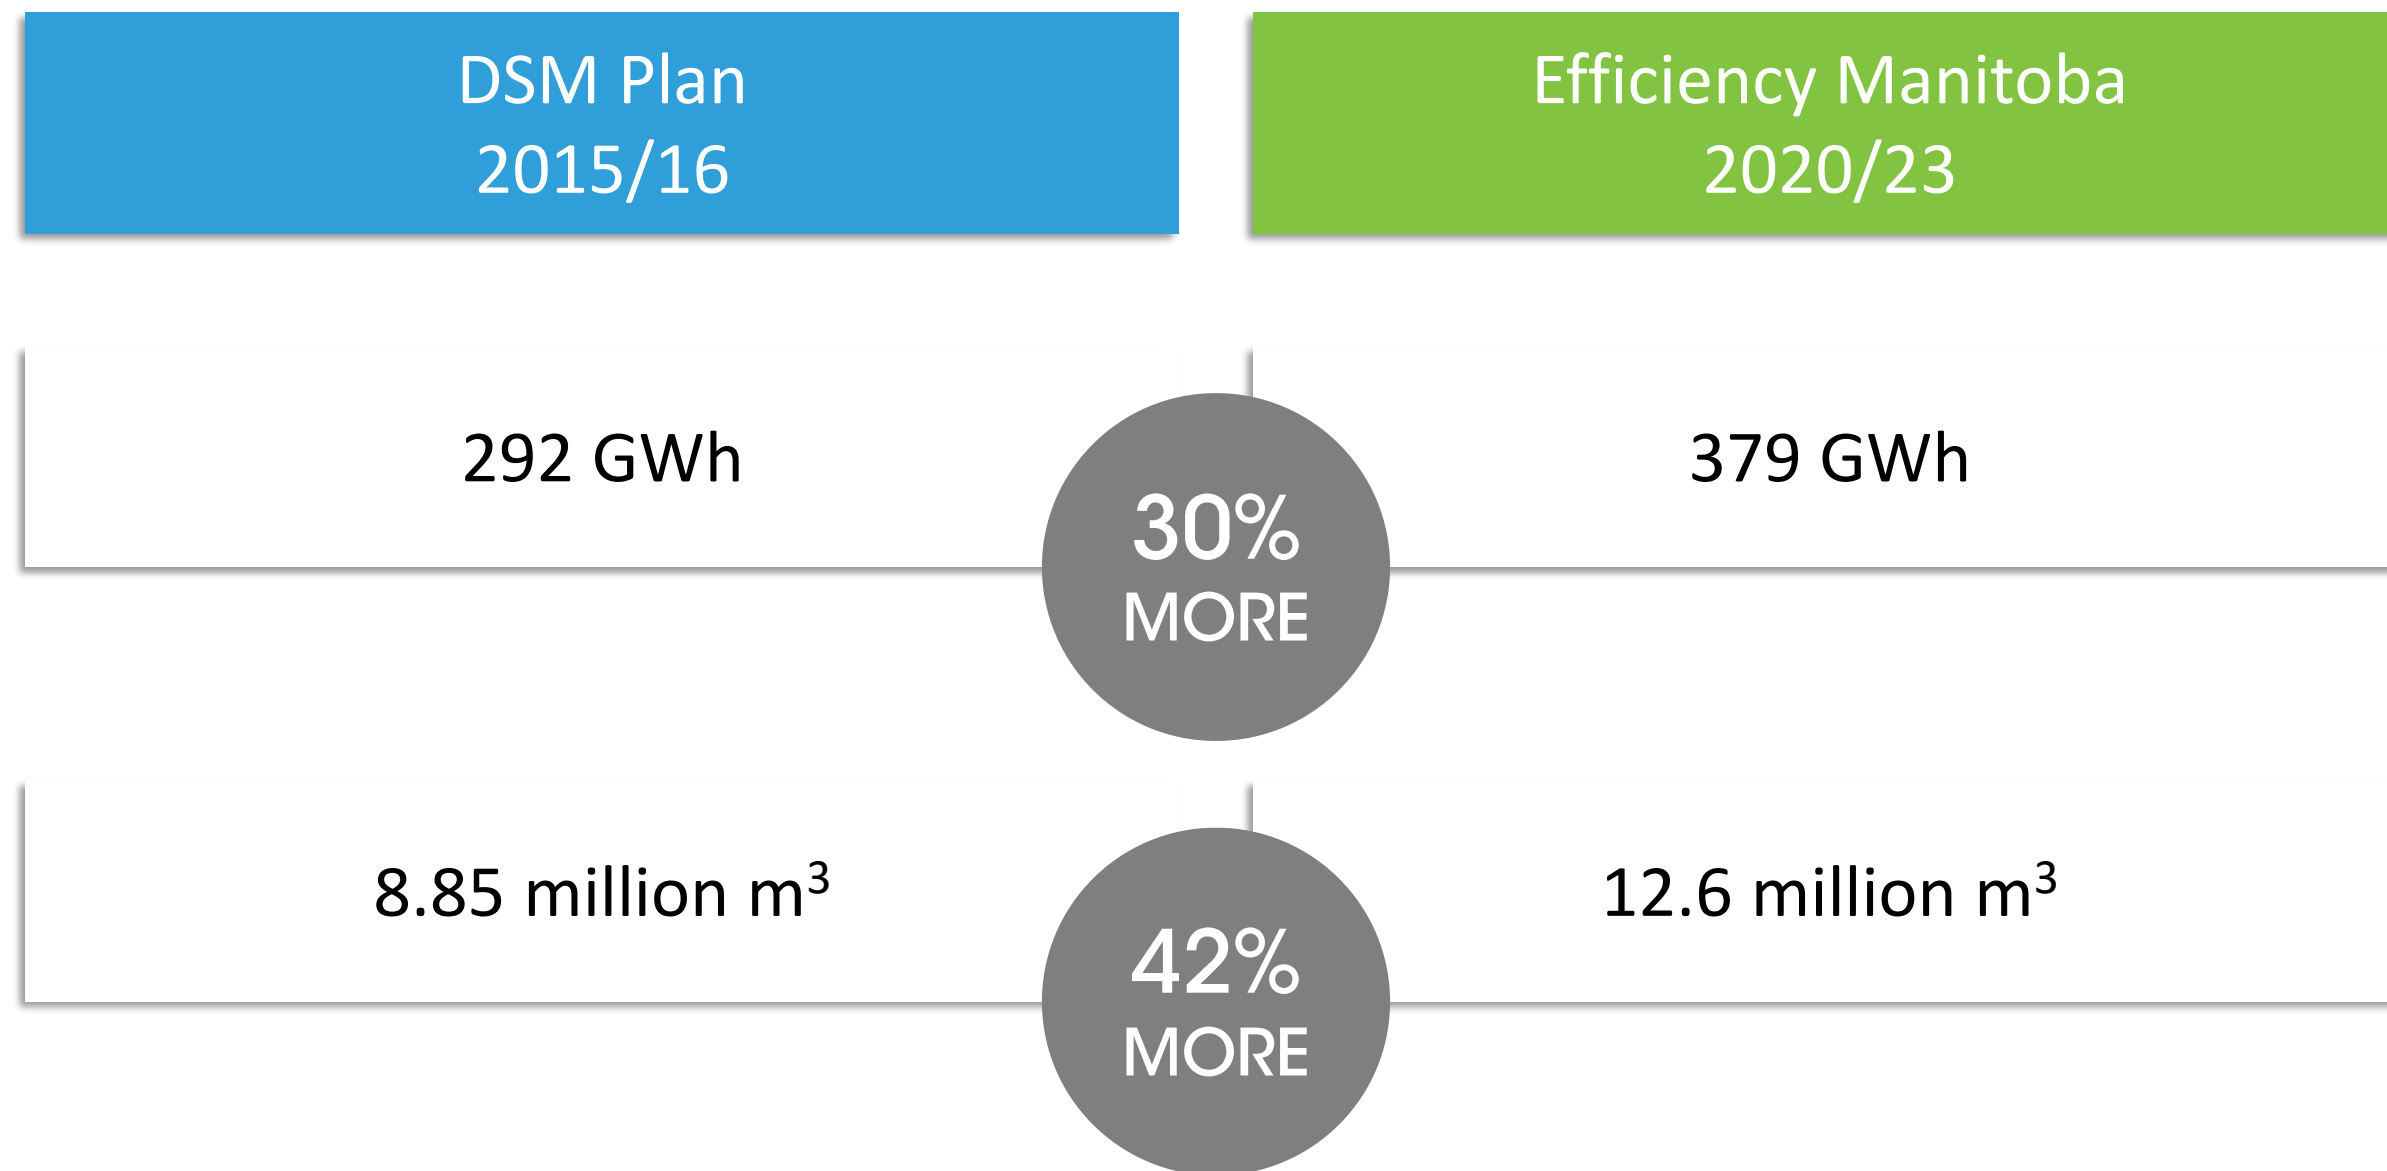 DSM Plan
2015/16
Efficiency Manitoba
2020/23
292 GWh
379 GWh
30%
MORE
8.85 million m³
12.6 million m³
42%
MORE